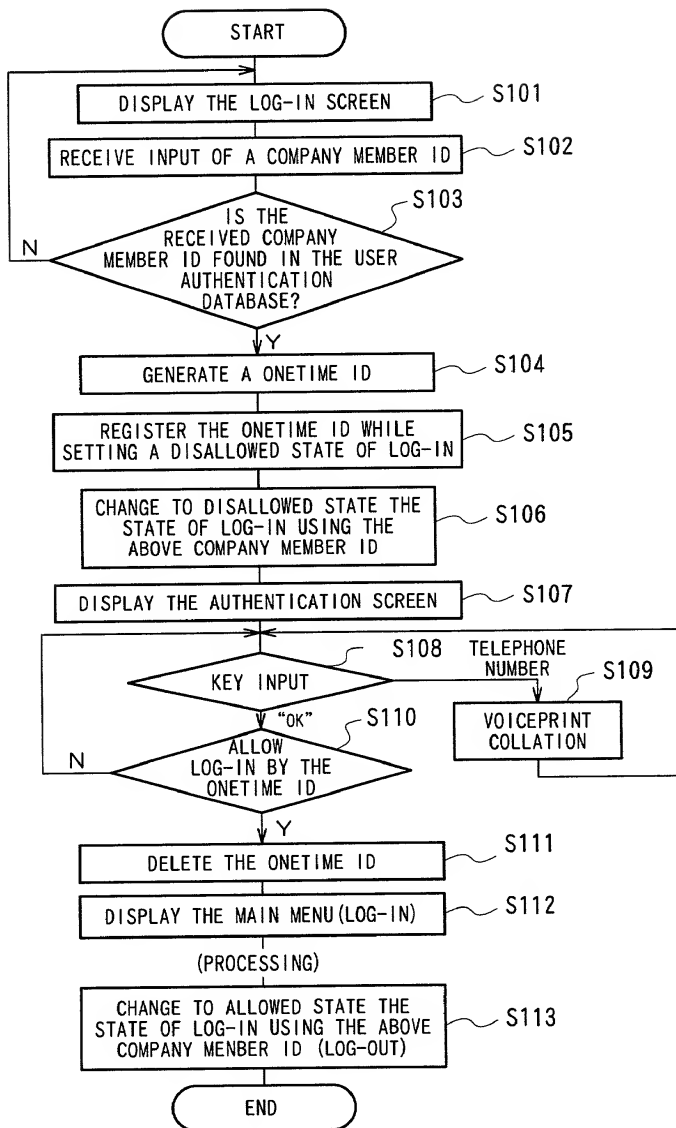 START
DISPLAY THE LOG-IN SCREEN
S101
RECEIVE INPUT OF A COMPANY MEMBER ID
S102
S103
IS THE
RECEIVED COMPANY
MEMBER ID FOUND IN THE USER
AUTHENTICATION
DATABASE?
N
Y
GENERATE A ONETIME ID
S104
REGISTER THE ONETIME ID WHILE
SETTING A DISALLOWED STATE OF LOG-IN
S105
CHANGE TO DISALLOWED STATE THE
STATE OF LOG-IN USING THE
ABOVE COMPANY MEMBER ID
S106
DISPLAY THE AUTHENTICATION SCREEN
S107
S108
KEY INPUT
TELEPHONE
NUMBER
S109
VOICEPRINT
COLLATION
"OK"
S110
ALLOW
LOG-IN BY THE
ONETIME ID
N
Y
DELETE THE ONETIME ID
S111
DISPLAY THE MAIN MENU(LOG-IN)
S112
(PROCESSING)
CHANGE TO ALLOWED STATE THE
STATE OF LOG-IN USING THE ABOVE
COMPANY MENBER ID (LOG-OUT)
S113
END